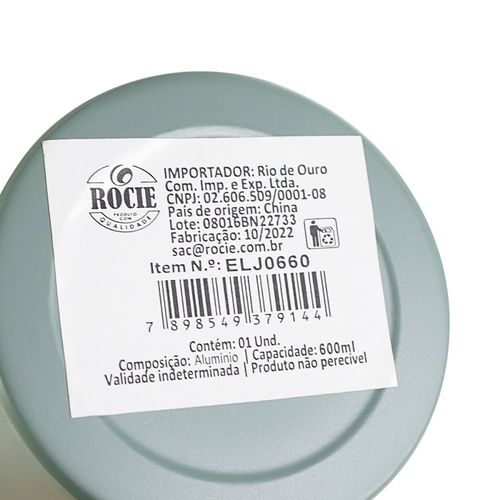 ROCIE
PRODUTO
COM
QUALIDADE
IMPORTADOR: Rio de Ouro
Com. Imp. e Exp. Ltda.
CNPJ: 02.606.509/0001-08
País de origem: China
Lote: 08016BN22733
Fabricação: 10/2022
sac@rocie.com.br
Item N.º: ELJ0660
7 898549 379144
Contém: 01 Und.
Composição: Alumínio | Capacidade: 600ml
Validade indeterminada | Produto não perecível